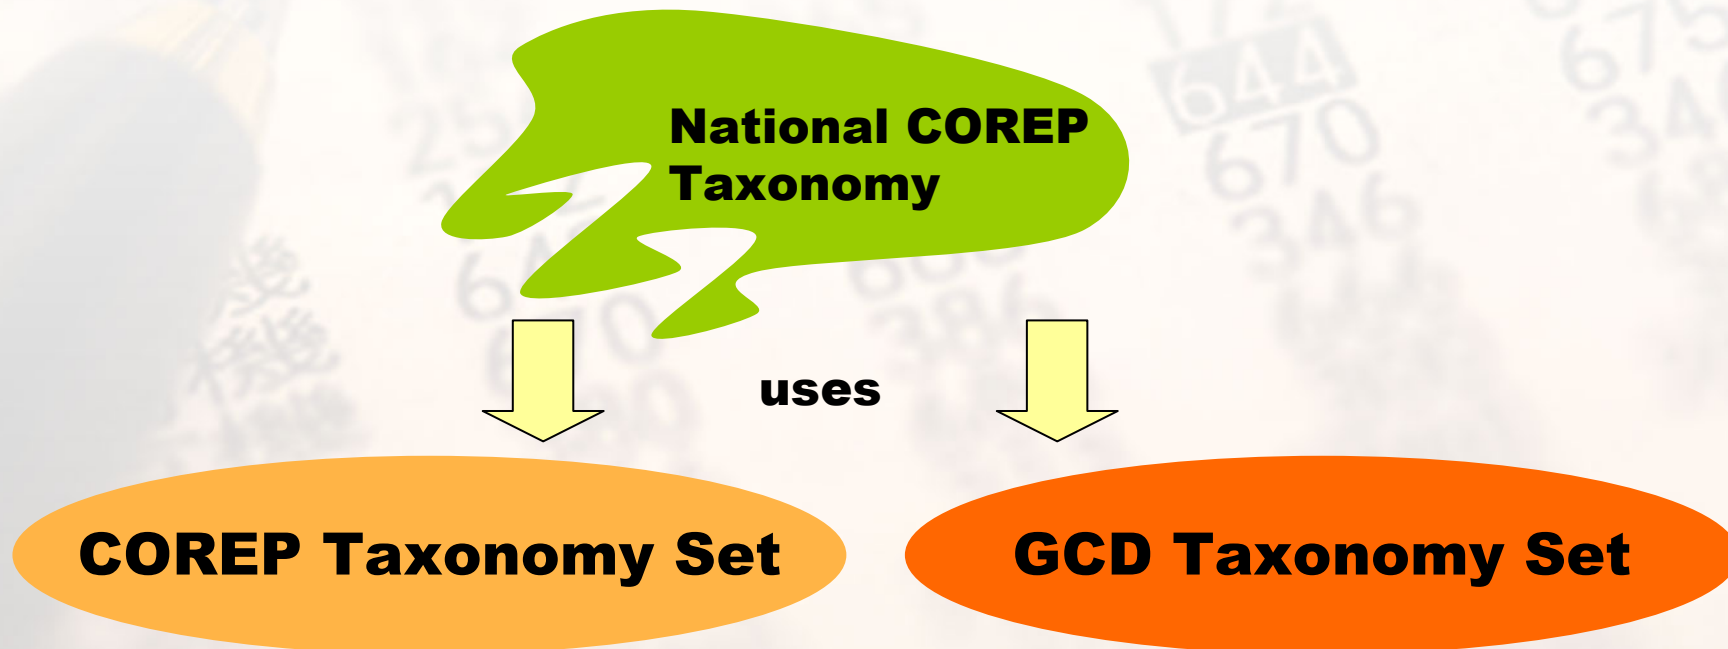 National COREP
Taxonomy
uses
COREP Taxonomy Set
GCD Taxonomy Set